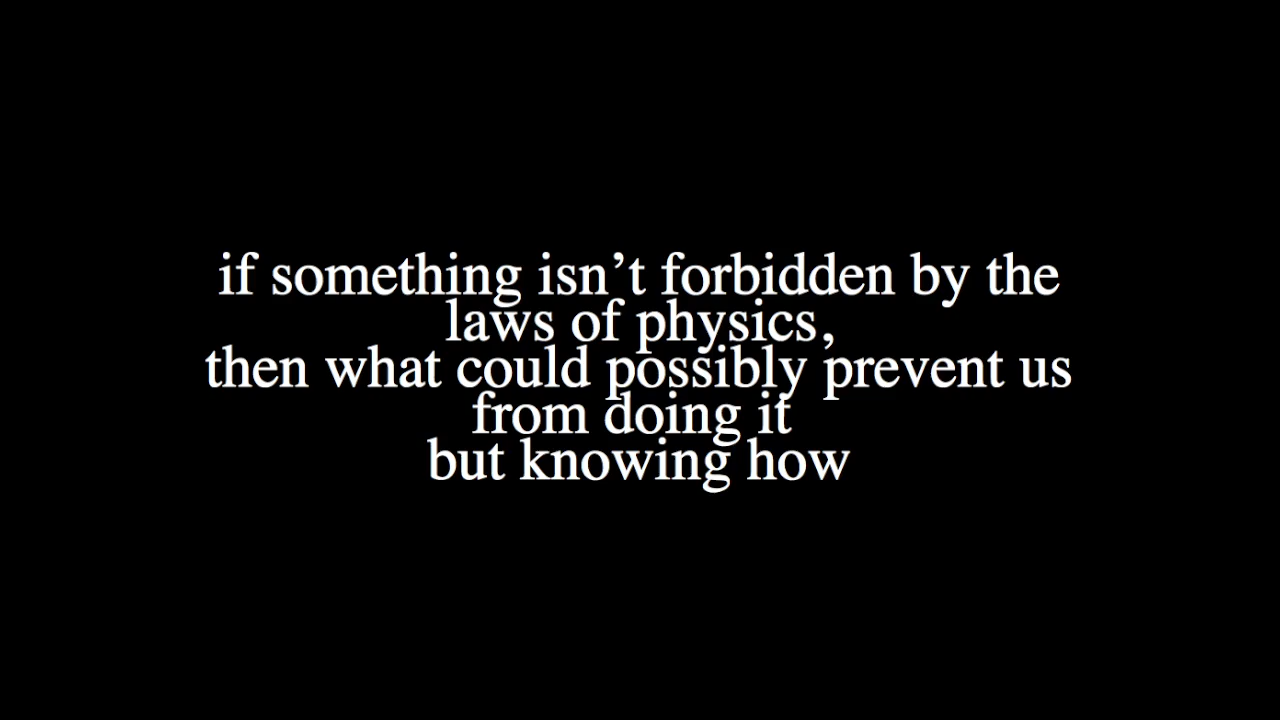 if something isn’t forbidden by the
laws of physics,
then what could possibly prevent us
from doing it
but knowing how